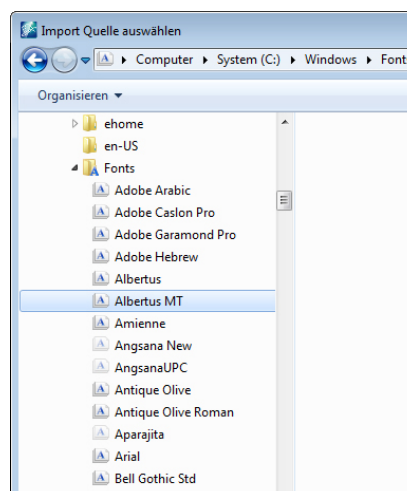 Import Quelle auswählen
Computer System (C:) Windows Font
Organisieren
ehome
en-US
Fonts
Adobe Arabic
Adobe Caslon Pro
Adobe Garamond Pro
Adobe Hebrew
Albertus
Albertus MT
Amienne
Angsana New
AngsanaUPC
Antique Olive
Antique Olive Roman
Aparajita
Arial
Bell Gothic Std